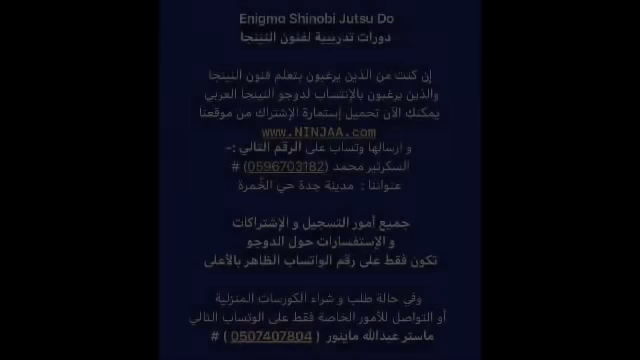 Enigma Shinobi Jutsu Do
دورات تدريبية لفنون النينجا
إن كنت من الذين يرغبون بتعلم فنون النينجا
والذين يرغبون بالإنتساب لدوجو النينجا العربي
يمكنك الآن تحميل إستمارة الإشتراك من موقعنا
www.NINJAA.com
و ارسالها وتساب على الرقم التالي :-
السكرتير محمد (0596703182) #
عنواننا : مدينة جدة حي الخُمرة
جميع أمور التسجيل و الإشتراكات
و الإستفسارات حول الدوجو
تكون فقط على رقم الواتساب الظاهر بالأعلى
وفي حالة طلب و شراء الكورسات المنزلية
أو التواصل للأمور الخاصة فقط على الوتساب التالي
ماستر عبدالله ماينور ( 0507407804 ) #